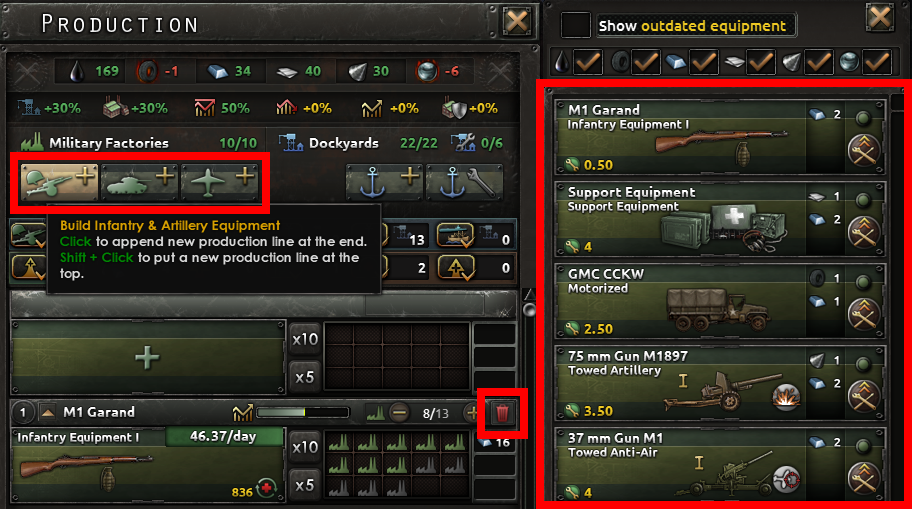 PRODUCTION
169 -1 34 40 30 -6
+30% +30% 50% +0% +0% +0%
Military Factories 10/10 Dockyards 22/22 0/6
Build Infantry & Artillery Equipment
Click to append new production line at the end.
Shift + Click to put a new production line at the
top.
13 0
2 0
x10
x5
1 M1 Garand 8/13
Infantry Equipment I 46.37/day x10 16
836 x5
Show outdated equipment
M1 Garand
Infantry Equipment I
2
0.50
Support Equipment
Support Equipment
1
2
4
GMC CCKW
Motorized
1
1
2.50
75 mm Gun M1897
Towed Artillery
I
1
2
3.50
37 mm Gun M1
Towed Anti-Air
I
2
4